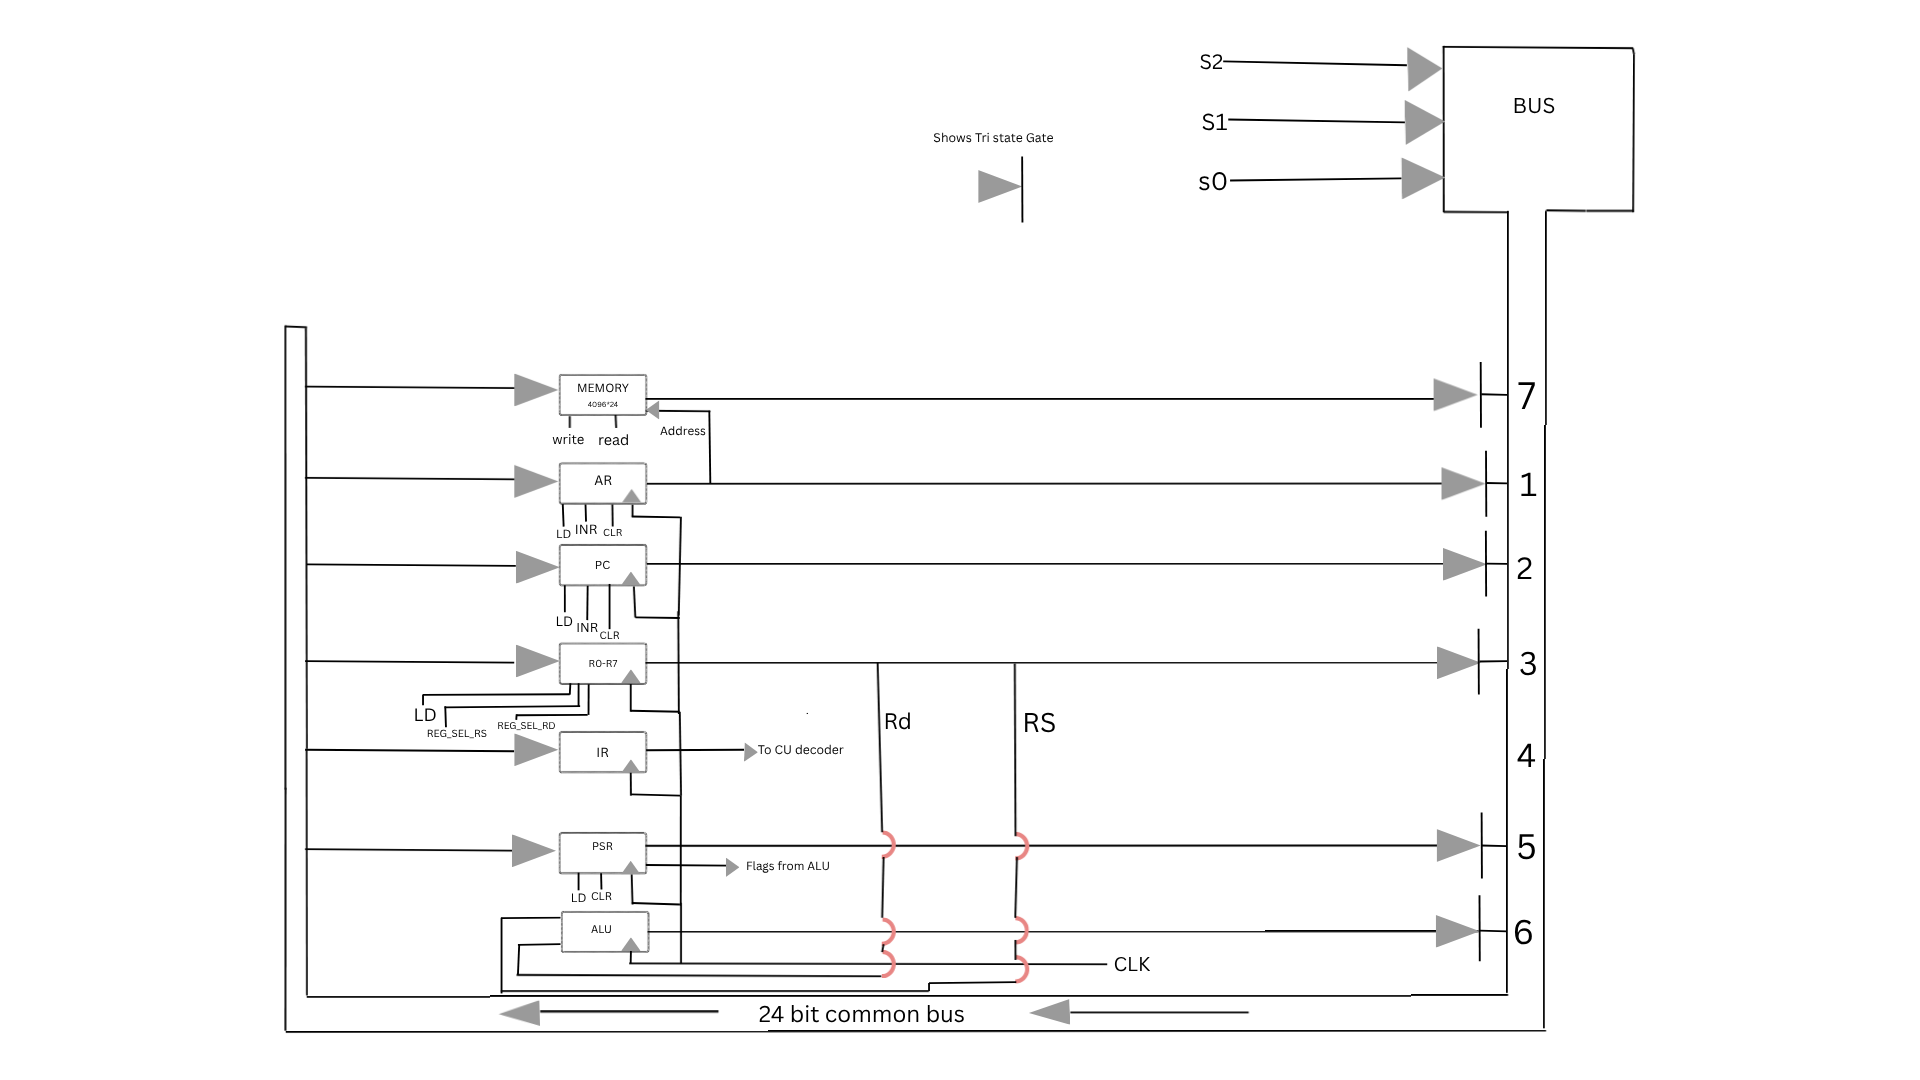 S2
BUS
S1
Shows Tri state Gate
s0
MEMORY
4096*24
7
write
read
Address
AR
1
LD
INR
CLR
PC
2
LD
INR
CLR
R0-R7
3
LD
REG_SEL_RS
REG_SEL_RD
Rd
RS
IR
To CU decoder
4
PSR
5
Flags from ALU
LD
CLR
ALU
6
CLK
24 bit common bus